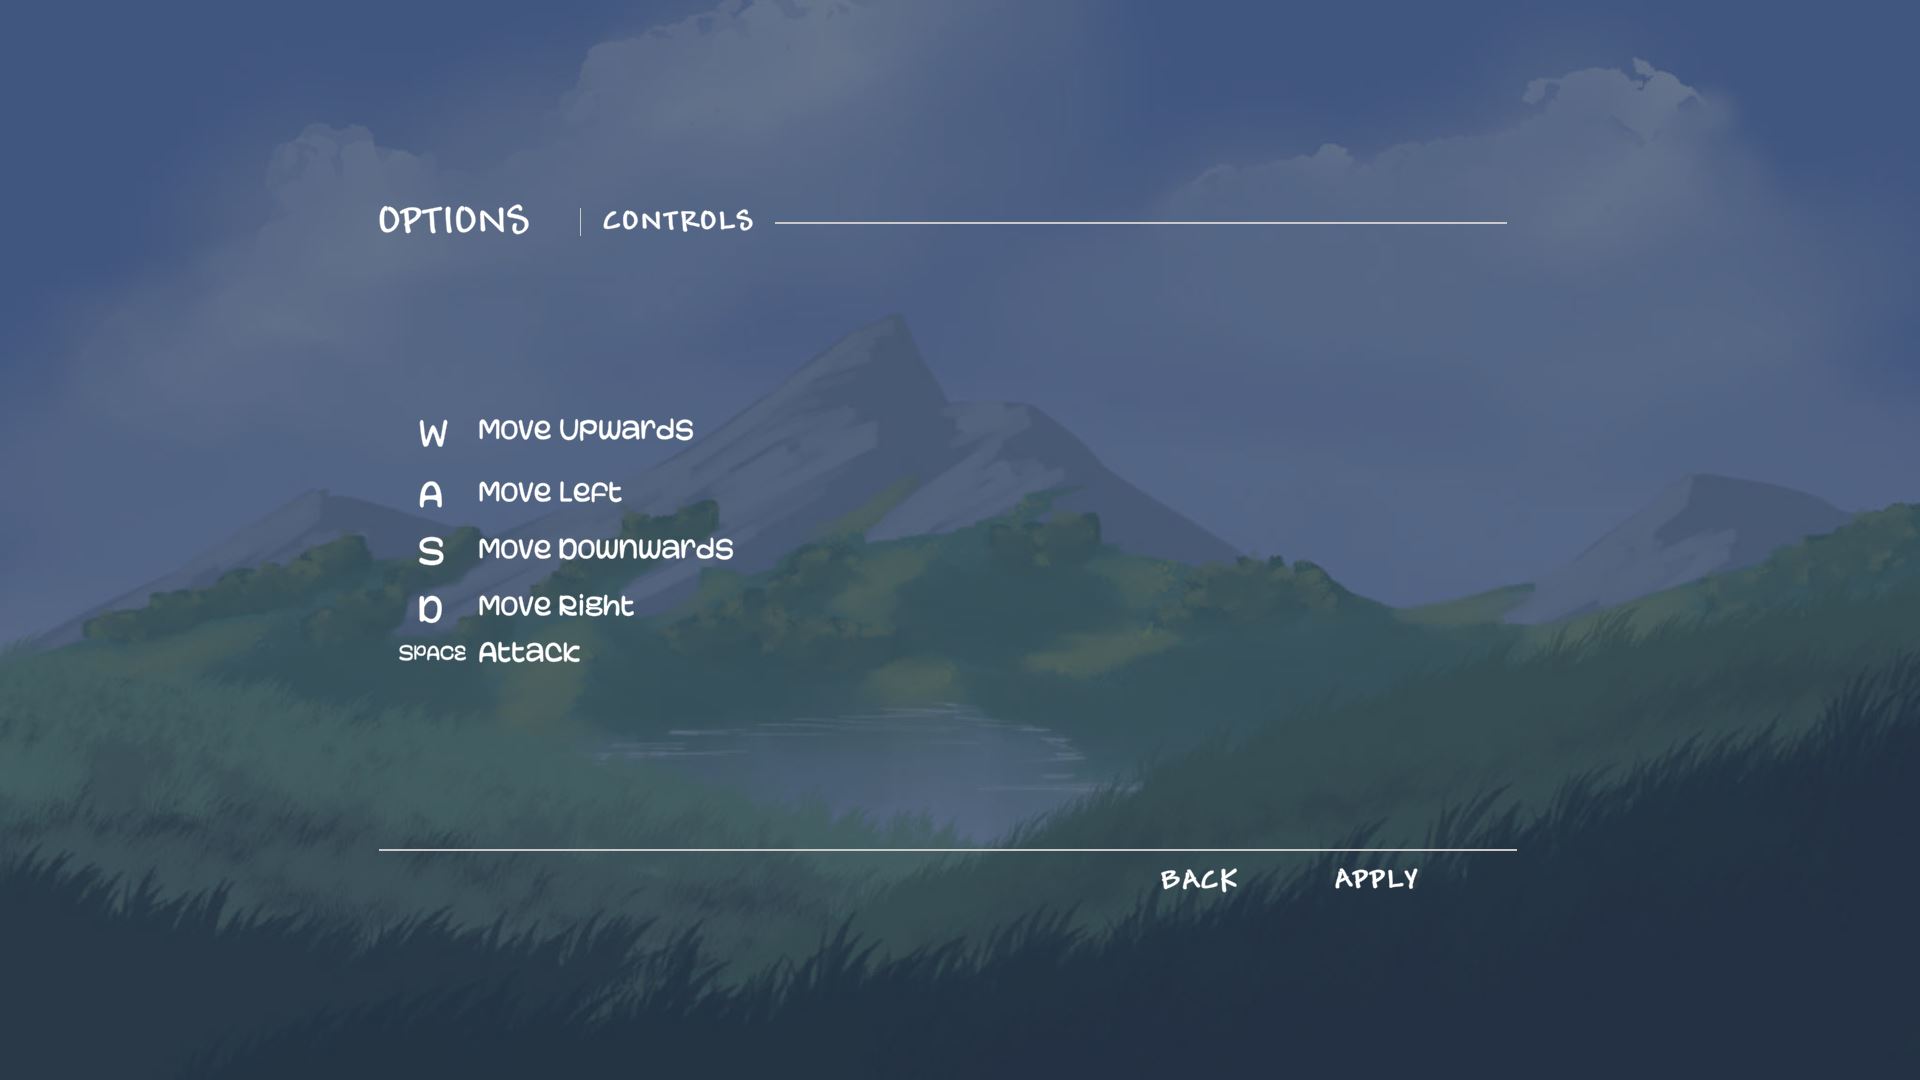 OPTIONS | CONTROLS
W Move Upwards
A Move Left
S Move Downwards
D Move Right
SPACE Attack
BACK APPLY